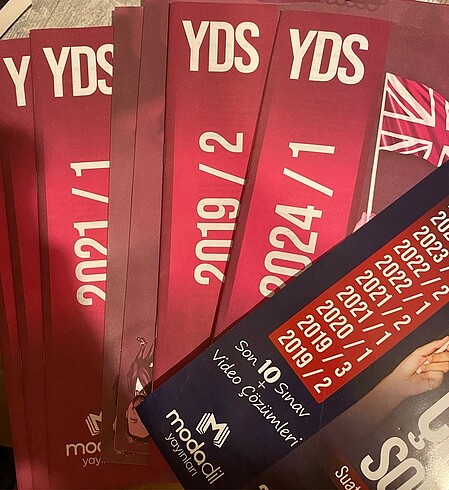 Y
YDS
2021 / 1
modadil
YDS
2019 / 2
YDS
2024 / 1
2022 / 2
2022 / 1
2021 / 2
2021 / 1
2020 / 1
2019 / 3
2019 / 2
Son 10 Sınav
+
Video Çözümleri
modadil
yayınları